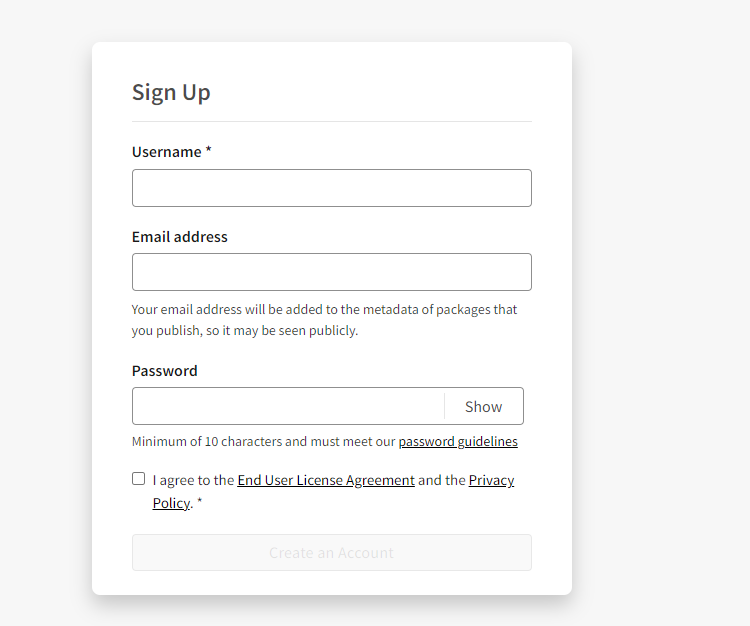 Sign Up
Username *
Email address
Your email address will be added to the metadata of packages that
you publish, so it may be seen publicly.
Password
Show
Minimum of 10 characters and must meet our password guidelines
I agree to the End User License Agreement and the Privacy
Policy. *
Create an Account